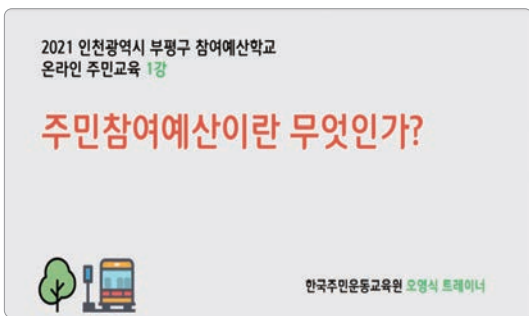 2021 인천광역시 부평구 참여예산학교
온라인 주민교육 1강
주민참여예산이란 무엇인가?
한국주민운동교육원 오영식 트레이너